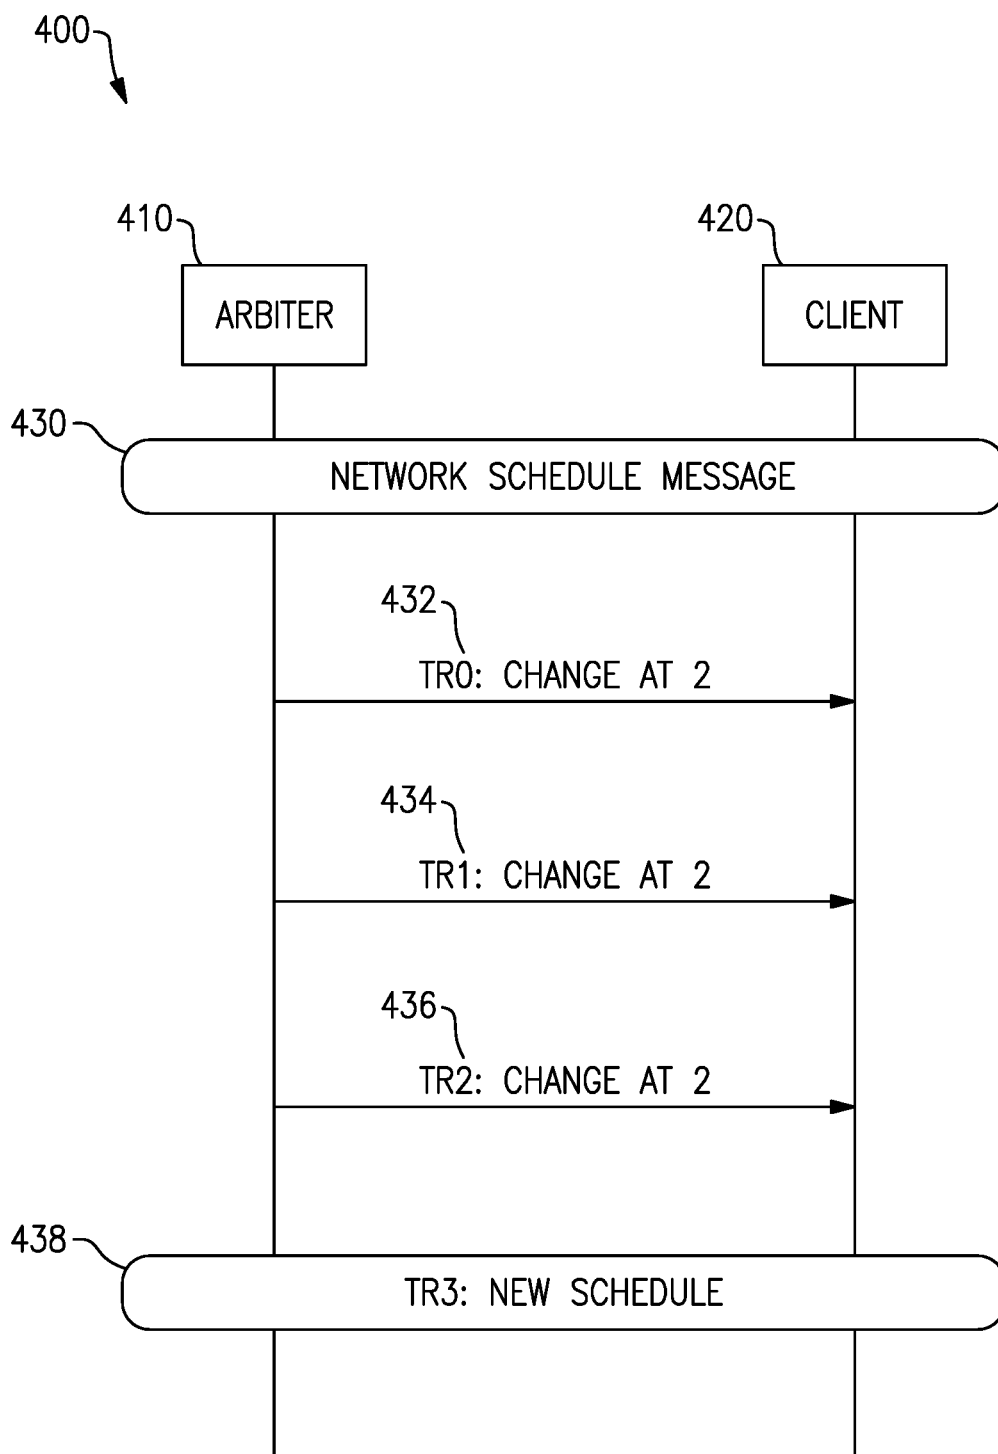 400
410
420
ARBITER
CLIENT
430
NETWORK SCHEDULE MESSAGE
432
TR0: CHANGE AT 2
434
TR1: CHANGE AT 2
436
TR2: CHANGE AT 2
438
TR3: NEW SCHEDULE